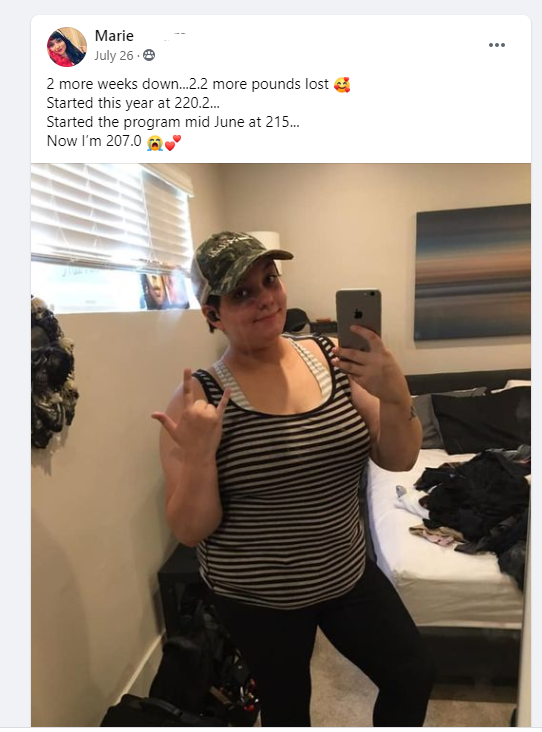 Marie
July 26 ·
2 more weeks down...2.2 more pounds lost 🥰
Started this year at 220.2...
Started the program mid June at 215...
Now I'm 207.0 😭💕